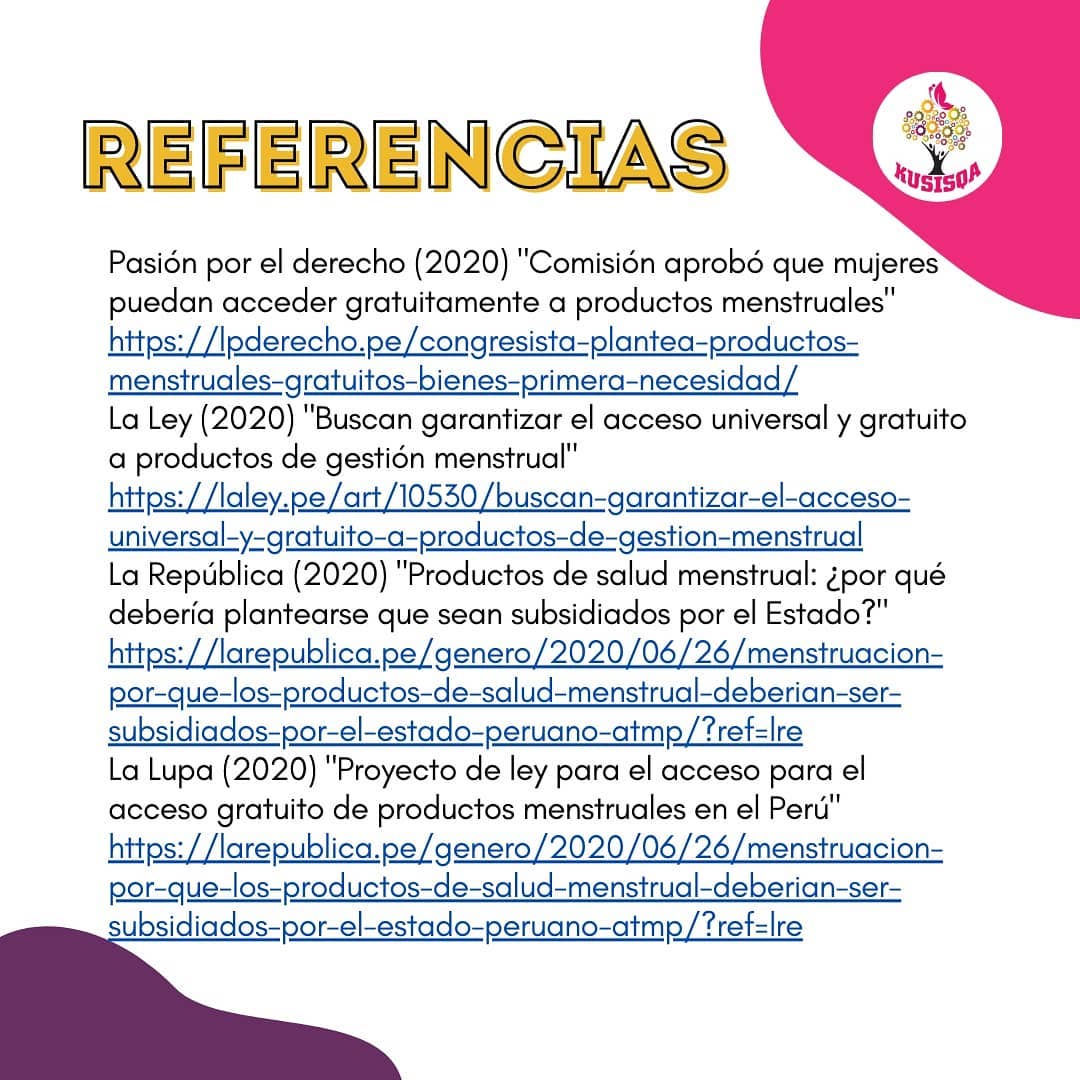 KUSISQA
REFERENCIAS
Pasión por el derecho (2020) "Comisión aprobó que mujeres
puedan acceder gratuitamente a productos menstruales"
https://lpderecho.pe/congresista-plantea-productos-
menstruales-gratuitos-bienes-primera-necesidad/
La Ley (2020) "Buscan garantizar el acceso universal y gratuito
a productos de gestión menstrual"
https://laley.pe/art/10530/buscan-garantizar-el-acceso-
universal-y-gratuito-a-productos-de-gestion-menstrual
La República (2020) "Productos de salud menstrual: ¿por qué
debería plantearse que sean subsidiados por el Estado?"
https://larepublica.pe/genero/2020/06/26/menstruacion-
por-que-los-productos-de-salud-menstrual-deberian-ser-
subsidiados-por-el-estado-peruano-atmp/?ref=lre
La Lupa (2020) "Proyecto de ley para el acceso para el
acceso gratuito de productos menstruales en el Perú"
https://larepublica.pe/genero/2020/06/26/menstruacion-
por-que-los-productos-de-salud-menstrual-deberian-ser-
subsidiados-por-el-estado-peruano-atmp/?ref=lre